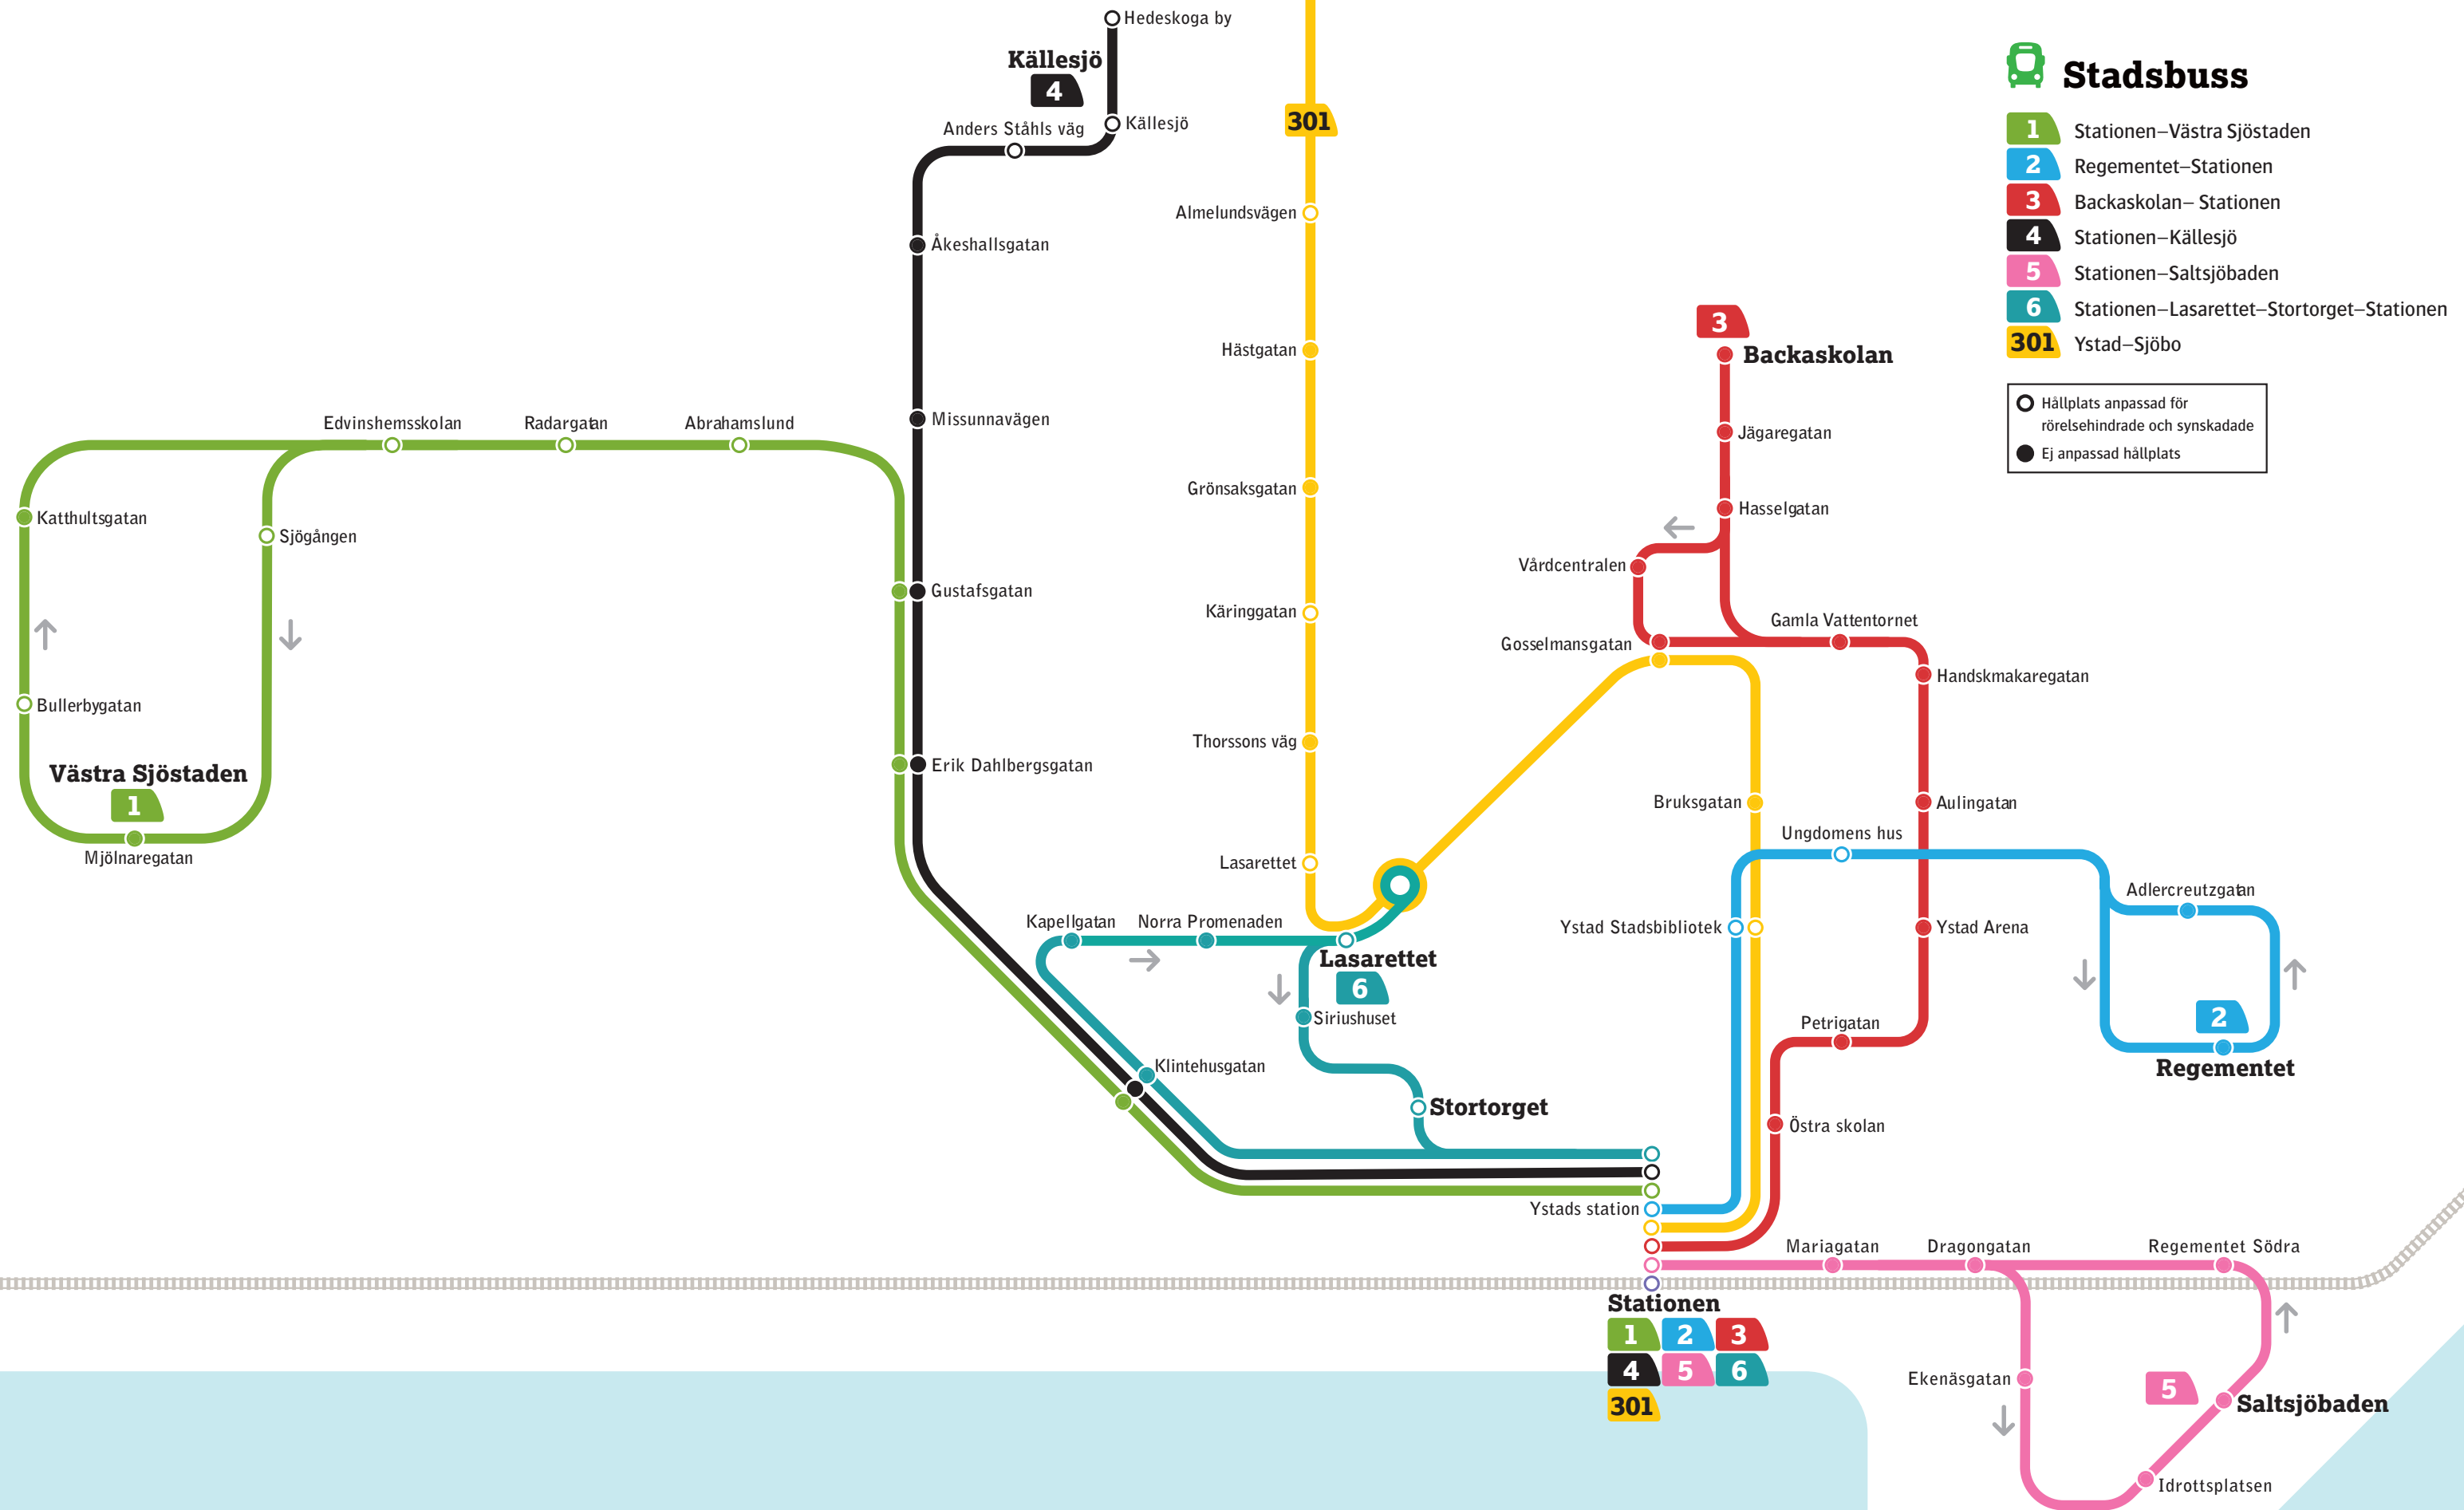 Hedeskoga by
Källesjö
4
Källesjö
Anders Ståhls väg
Åkeshallsgatan
Missunnavägen
Gustafsgatan
Erik Dahlbergsgatan
301
Almelundsvägen
Hästgatan
Grönsaksgatan
Käringgatan
Thorssons väg
Lasarettet
Stadsbuss
1 Stationen–Västra Sjöstaden
2 Regementet–Stationen
3 Backaskolan– Stationen
4 Stationen–Källesjö
5 Stationen–Saltsjöbaden
6 Stationen–Lasarettet–Stortorget–Stationen
301 Ystad–Sjöbo
Hållplats anpassad för
rörelsehindrade och synskadade
Ej anpassad hållplats
3
Backaskolan
Jägaregatan
Hasselgatan
Vårdcentralen
Gosselmansgatan
Gamla Vattentornet
Handskmakaregatan
Aulingatan
Ystad Arena
Petrigatan
Östra skolan
Bruksgatan
Ungdomens hus
Ystad Stadsbibliotek
Adlercreutzgatan
2
Regementet
Edvinshemsskolan
Radargatan
Abrahamslund
Katthultsgatan
Sjögången
Bullerbygatan
Västra Sjöstaden
1
Mjölnaregatan
Kapellgatan
Norra Promenaden
Lasarettet
6
Siriushuset
Klintehusgatan
Stortorget
Ystads station
Stationen
1 2 3
4 5 6
301
Mariagatan
Dragongatan
Regementet Södra
Ekenäsgatan
5
Saltsjöbaden
Idrottsplatsen